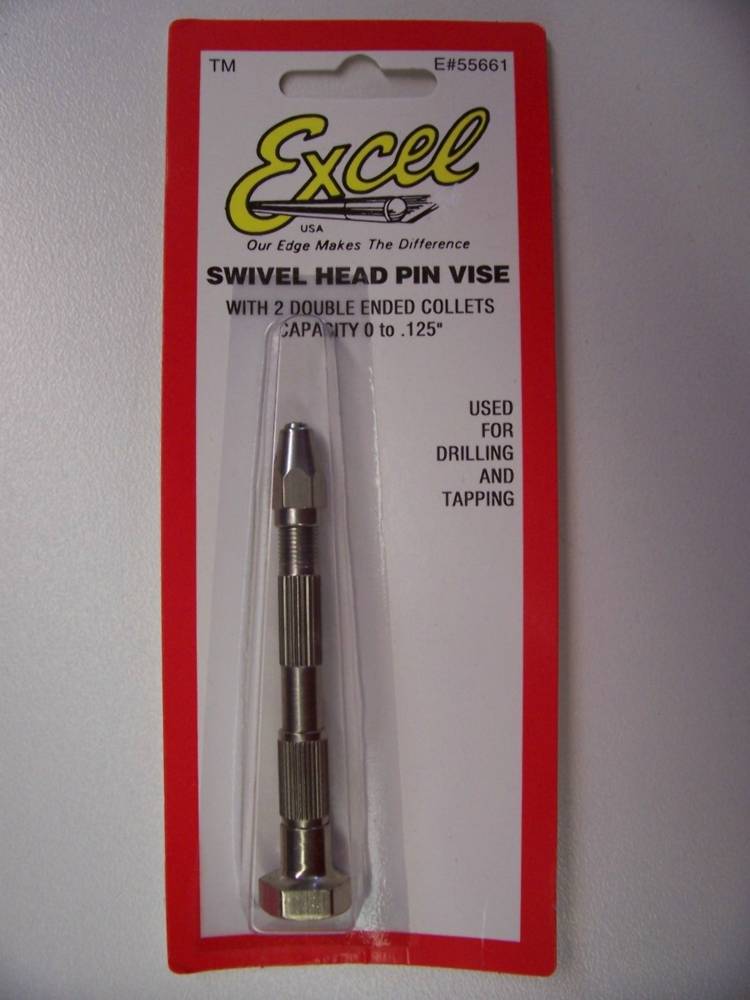 TM E#55661
Excel
USA
Our Edge Makes The Difference
SWIVEL HEAD PIN VISE
WITH 2 DOUBLE ENDED COLLETS
CAPACITY 0 to .125"
USED
FOR
DRILLING
AND
TAPPING